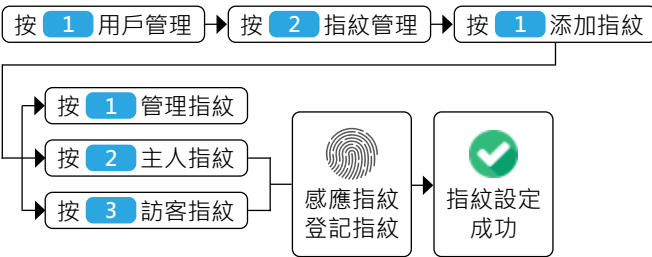 按 1 用戶管理
按 2 指紋管理
按 1 添加指紋
按 1 管理指紋
按 2 主人指紋
按 3 訪客指紋
感應指紋
登記指紋
指紋設定
成功